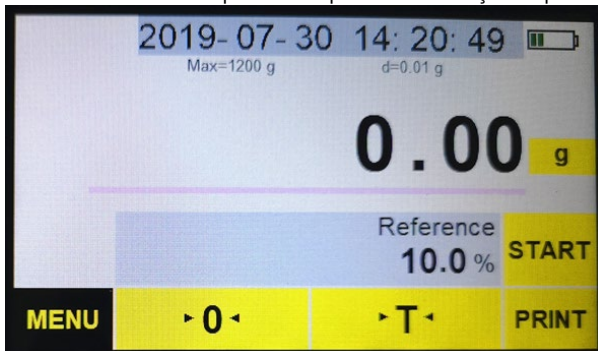 2019-07-30 14:20:49
Max=1200 g d=0.01 g
0.00 g
Reference
10.0 %
START
MENU ►0◄ ►T◄ PRINT